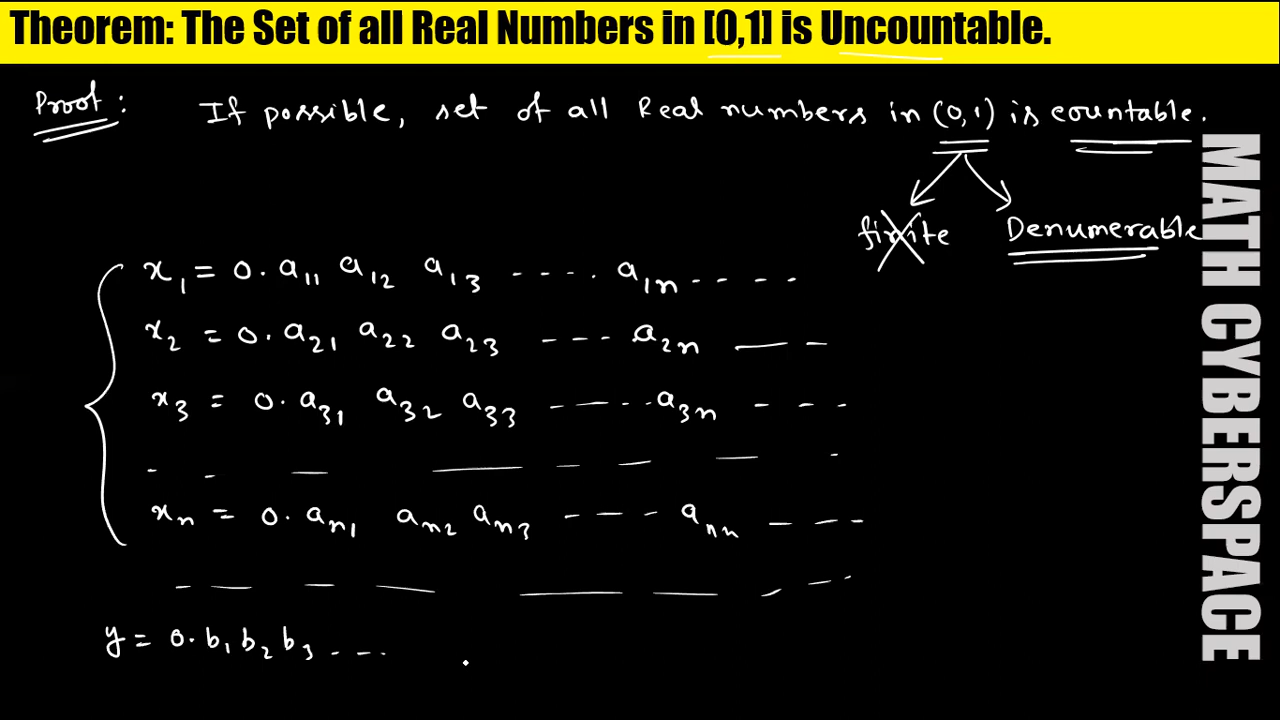 Theorem: The Set of all Real Numbers in [0,1] is Uncountable.
Proof : If possible, set of all Real numbers in (0,1) is countable.
finite Denumerable
x₁ = 0. a₁₁ a₁₂ a₁₃ ---- a₁ₙ ----
x₂ = 0. a₂₁ a₂₂ a₂₃ --- a₂ₙ --
x₃ = 0. a₃₁ a₃₂ a₃₃ ---- a₃ₙ ---
xₙ = 0. aₙ₁ aₙ₂ aₙ₃ ---- aₙₙ ---
y = 0. b₁ b₂ b₃ ----
MATH CYBERSPACE